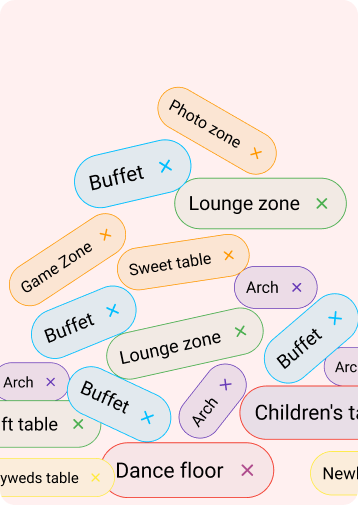 Photo zone
Buffet
Lounge zone
Game Zone
Sweet table
Arch
Buffet
Lounge zone
Buffet
Arch
Arc
Buffet
Arch
Children's ta
ft table
Dance floor
yweds table
Newl